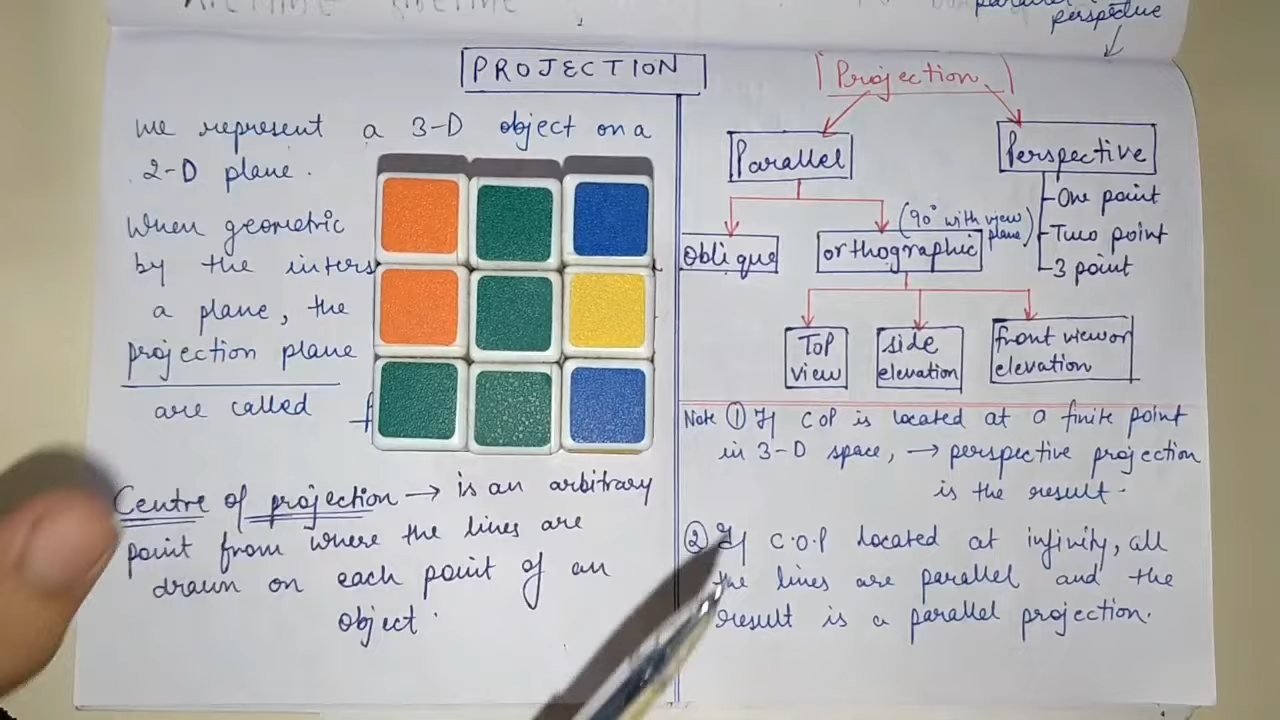 parallel
perspective
PROJECTION
we represent a 3-D object on a
2-D plane.
When geometric
by the inters
a plane, the
projection plane
are called
Centre of projection → is an arbitrary
point from where the lines are
drawn on each point of an
object.
Projection
Parallel
Perspective
One point
Two point
3 point
oblique
orthographic
(90° with view
plane)
Top
view
side
elevation
front view or
elevation
Note ① If COP is located at a finite point
in 3-D space, → perspective projection
is the result.
② If C.O.P located at infinity, all
the lines are parallel and the
result is a parallel projection.